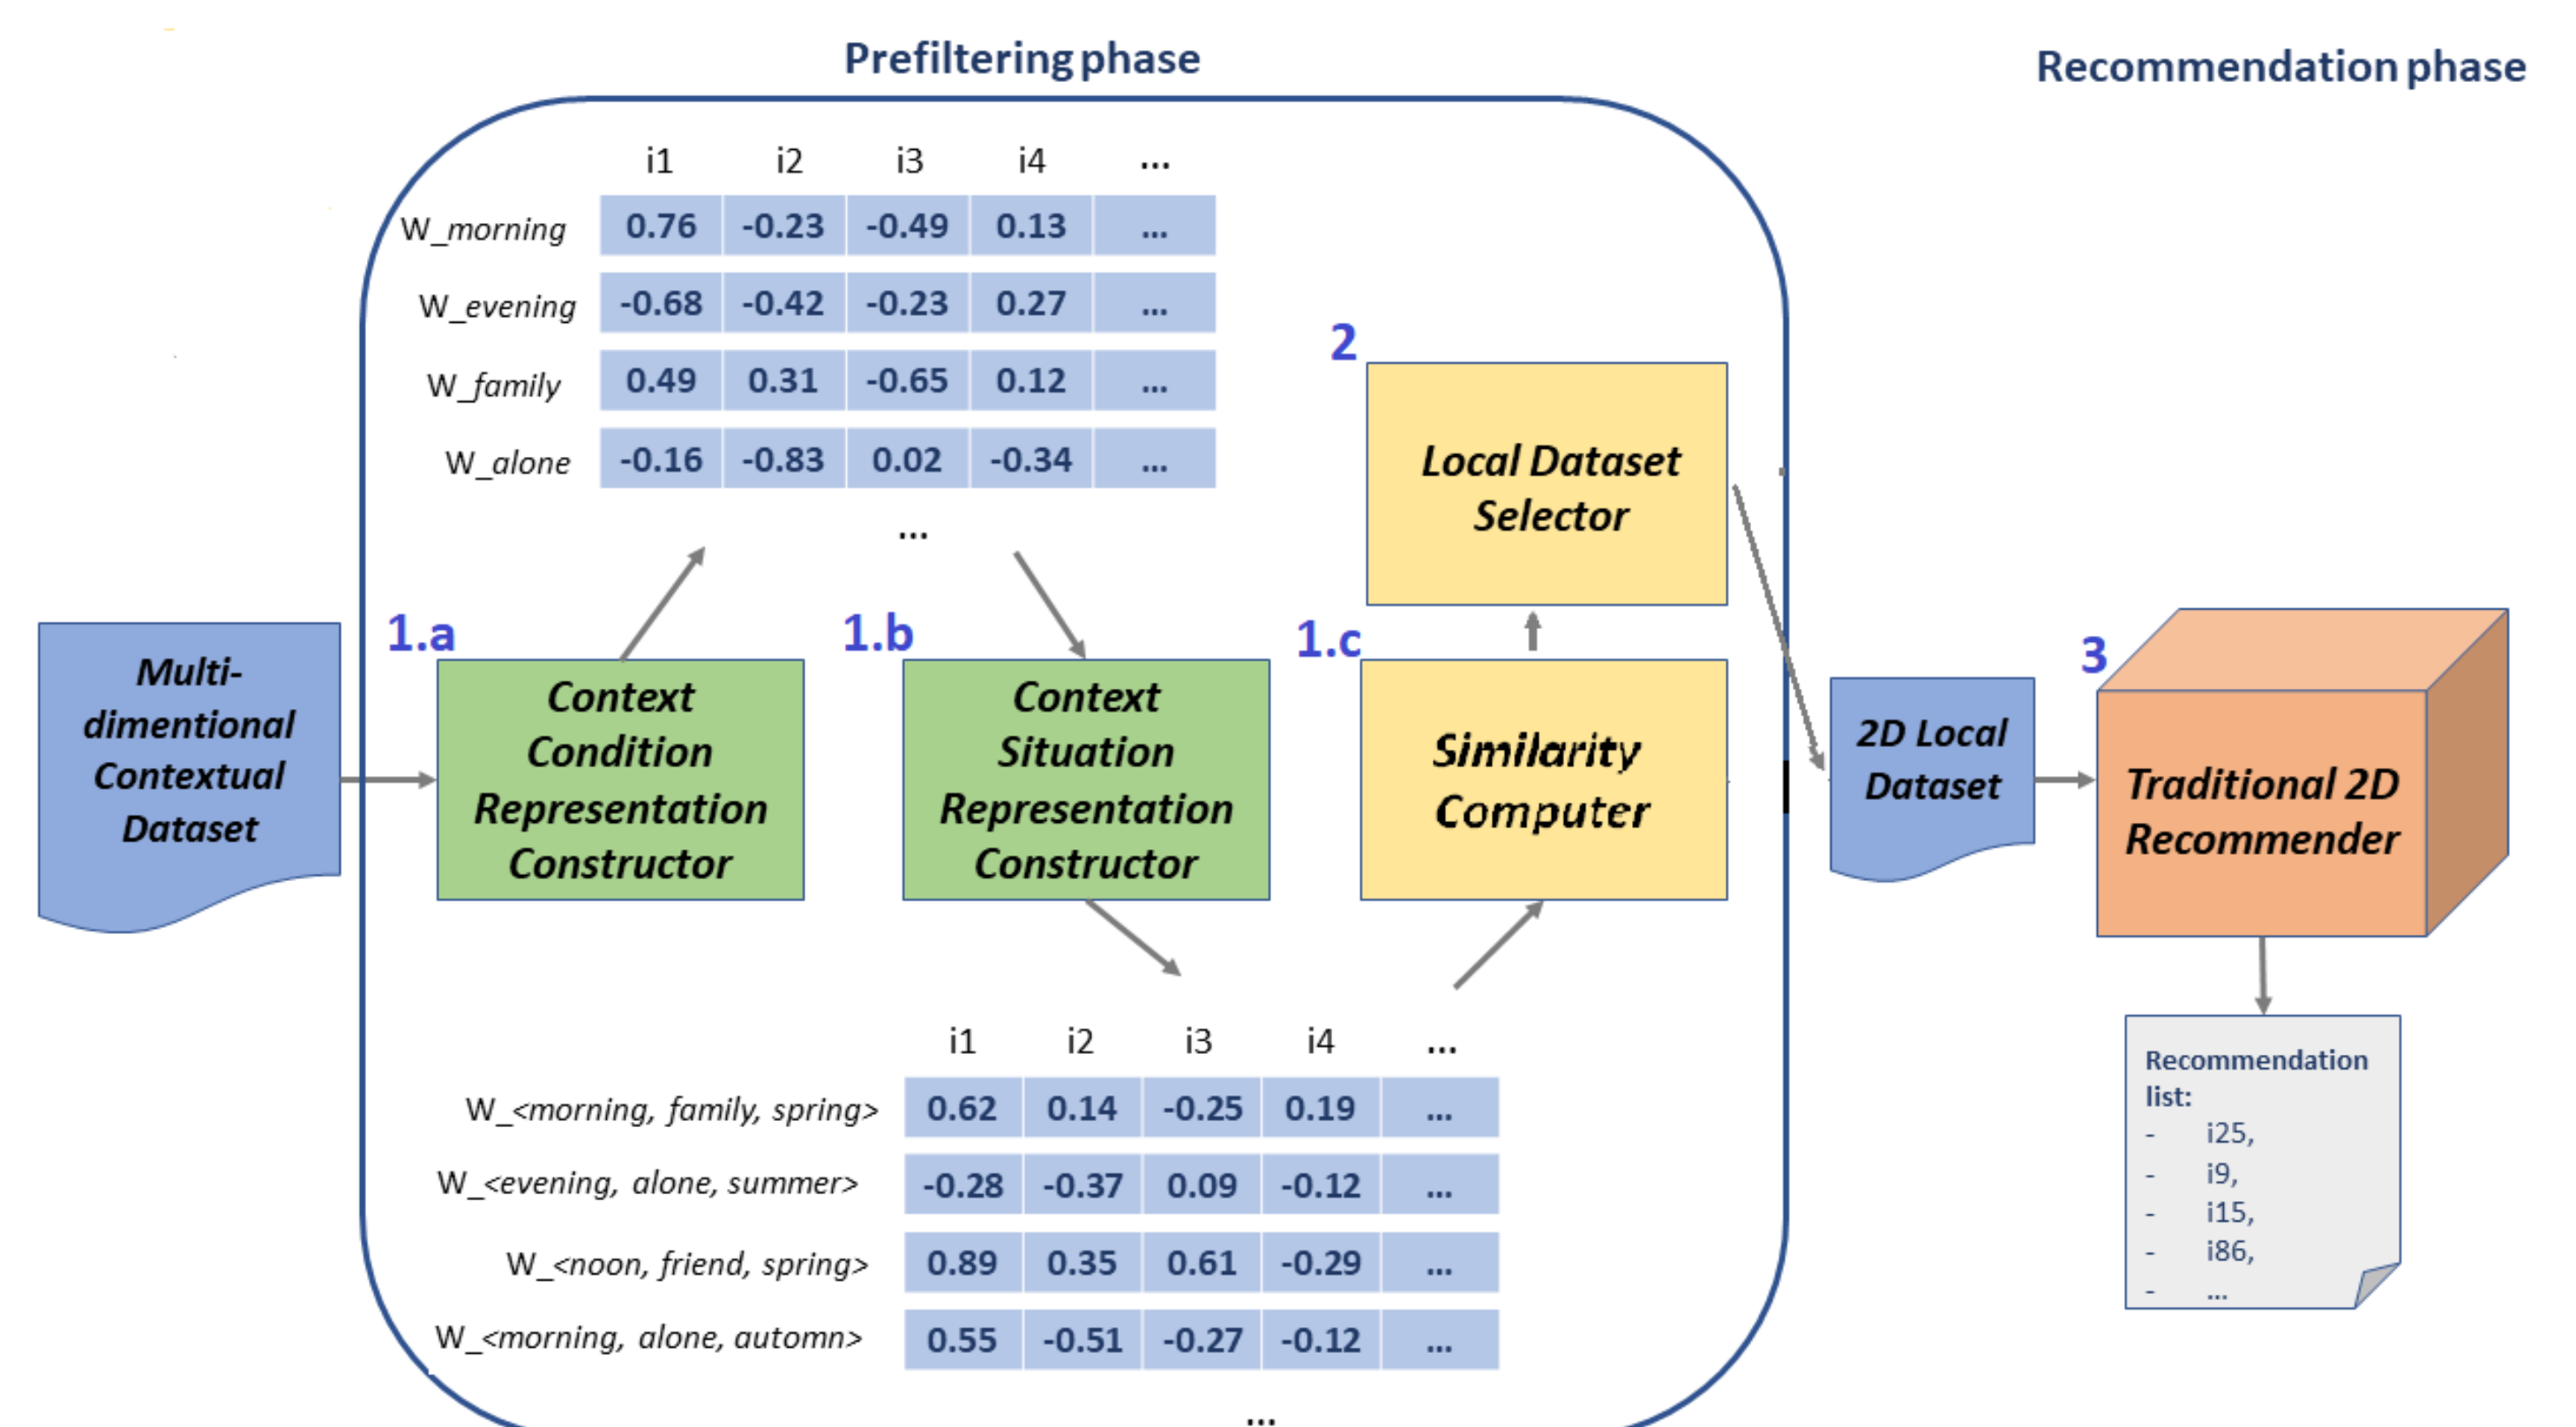 Prefiltering phase
Recommendation phase
i1 i2 i3 i4 ...
W_morning 0.76 -0.23 -0.49 0.13 ...
W_evening -0.68 -0.42 -0.23 0.27 ...
W_family 0.49 0.31 -0.65 0.12 ...
W_alone -0.16 -0.83 0.02 -0.34 ...
...
Multi-
dimentional
Contextual
Dataset
1.a
Context
Condition
Representation
Constructor
1.b
Context
Situation
Representation
Constructor
1.c
Similarity
Computer
2
Local Dataset
Selector
2D Local
Dataset
3
Traditional 2D
Recommender
i1 i2 i3 i4 ...
W_<morning, family, spring> 0.62 0.14 -0.25 0.19 ...
W_<evening, alone, summer> -0.28 -0.37 0.09 -0.12 ...
W_<noon, friend, spring> 0.89 0.35 0.61 -0.29 ...
W_<morning, alone, automn> 0.55 -0.51 -0.27 -0.12 ...
...
Recommendation
list:
- i25,
- i9,
- i15,
- i86,
- ...